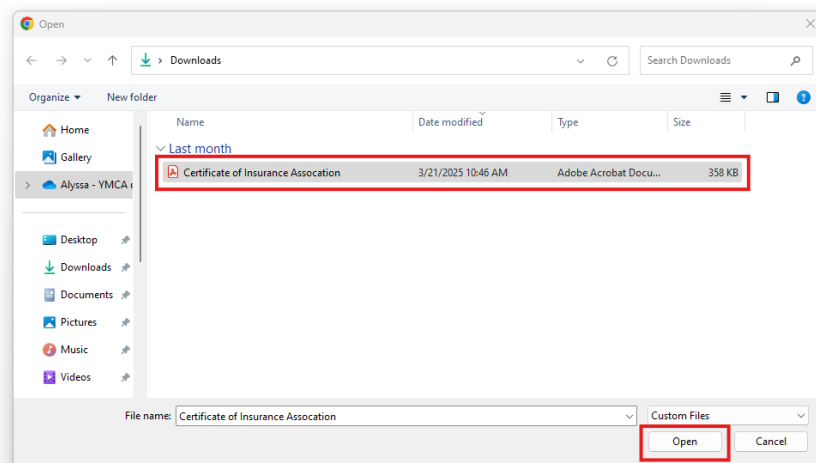 Open
Downloads
Search Downloads
Organize
New folder
Name
Date modified
Type
Size
Home
Gallery
Alyssa - YMCA
Desktop
Downloads
Documents
Pictures
Music
Videos
Last month
Certificate of Insurance Assocation
3/21/2025 10:46 AM
Adobe Acrobat Docu...
358 KB
File name:
Certificate of Insurance Assocation
Custom Files
Open
Cancel